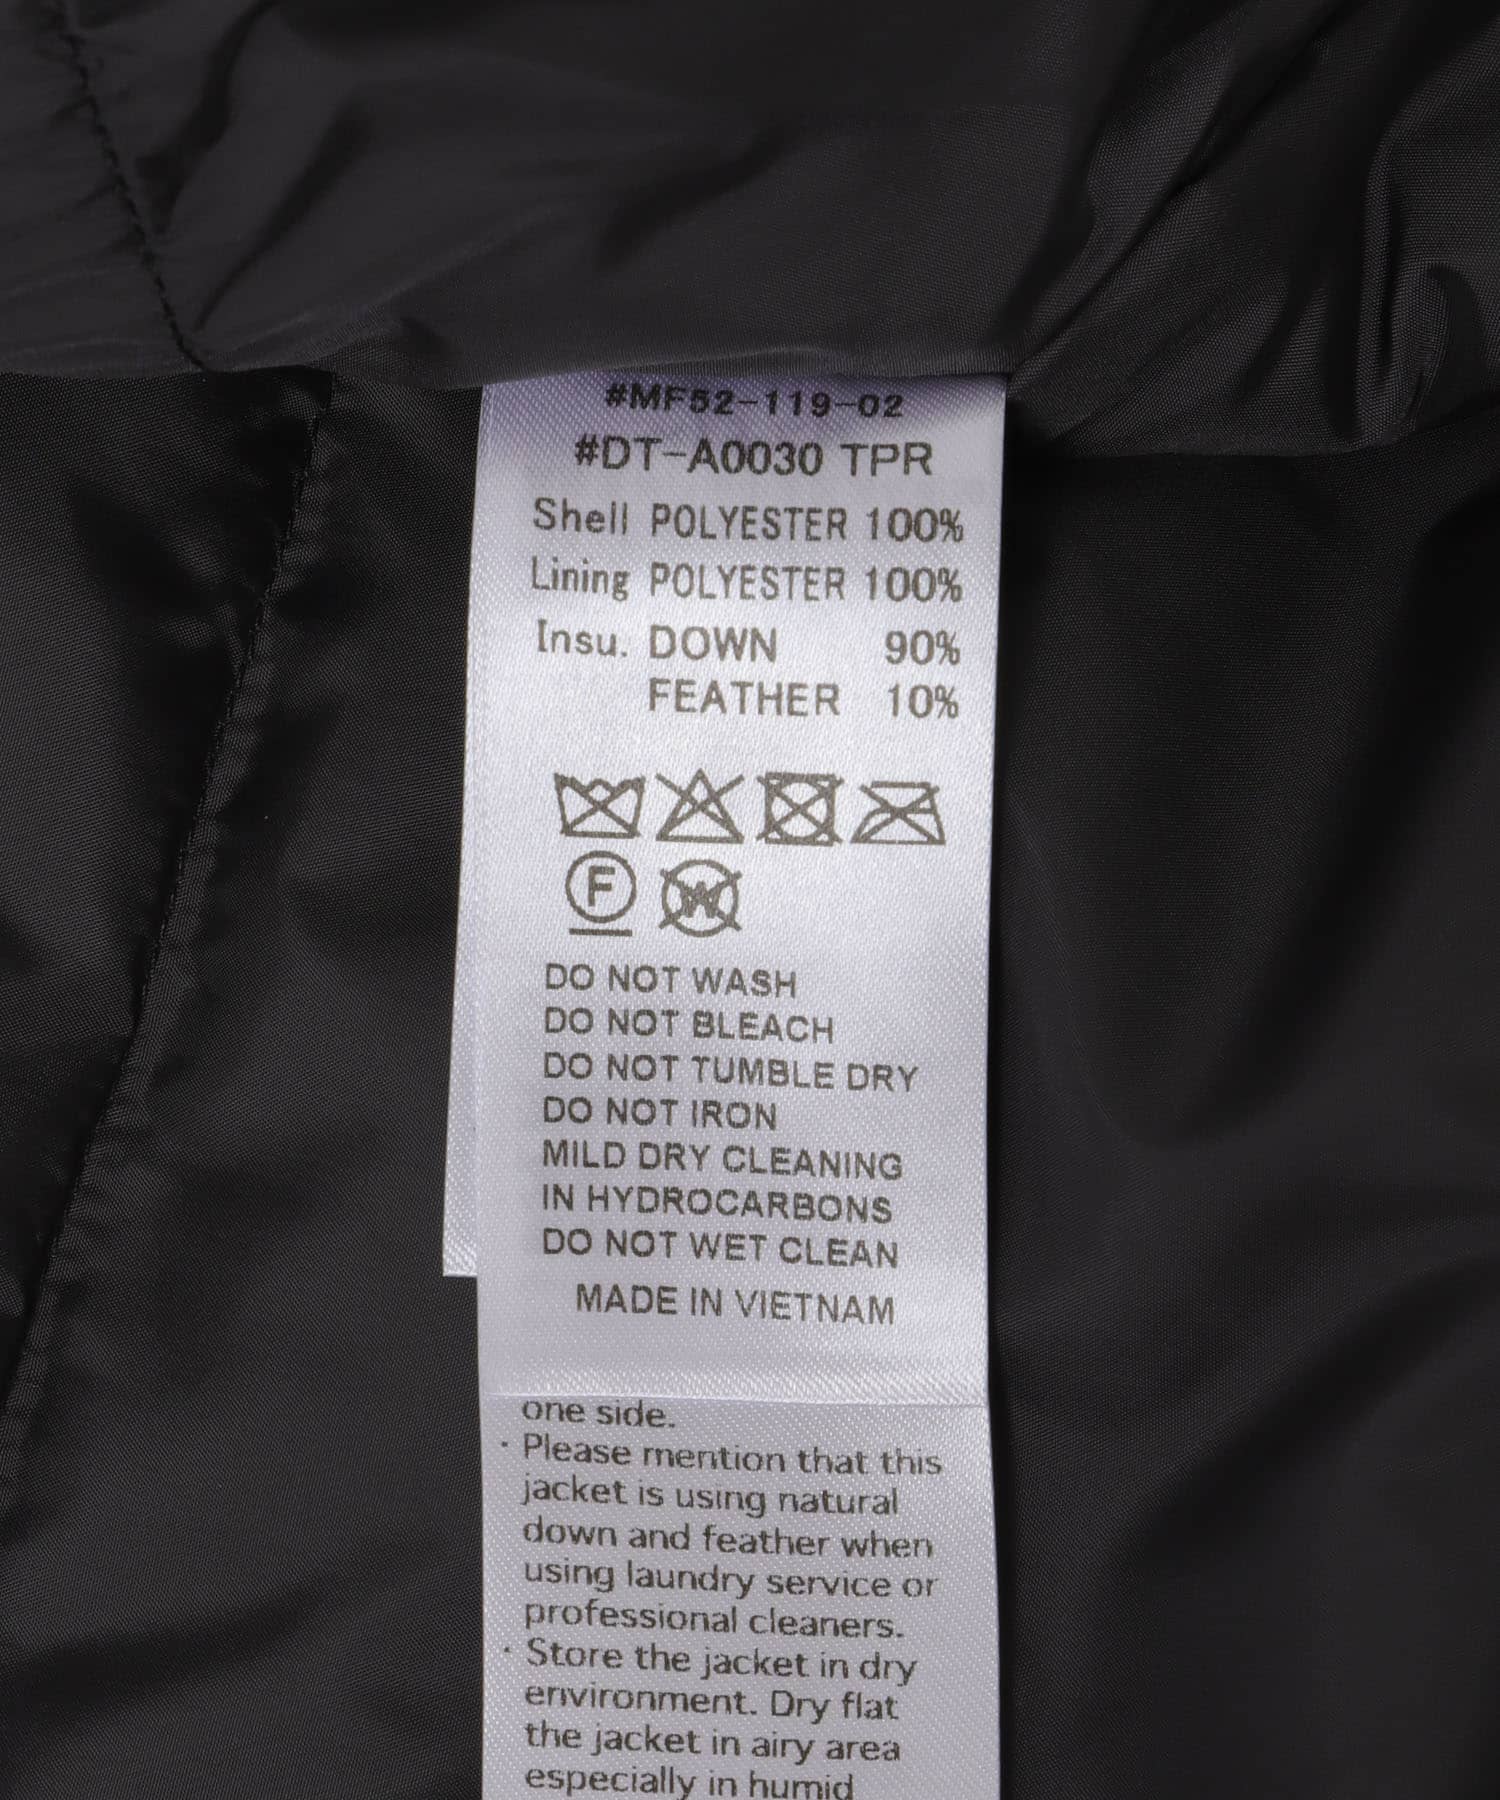 #MF52-119-02
#DT-A0030 TPR
Shell POLYESTER 100%
Lining POLYESTER 100%
Insu. DOWN 90%
FEATHER 10%
F W
DO NOT WASH
DO NOT BLEACH
DO NOT TUMBLE DRY
DO NOT IRON
MILD DRY CLEANING
IN HYDROCARBONS
DO NOT WET CLEAN
MADE IN VIETNAM
one side.
・Please mention that this
jacket is using natural
down and feather when
using laundry service or
professional cleaners.
・Store the jacket in dry
environment. Dry flat
the jacket in airy area
especially in humid